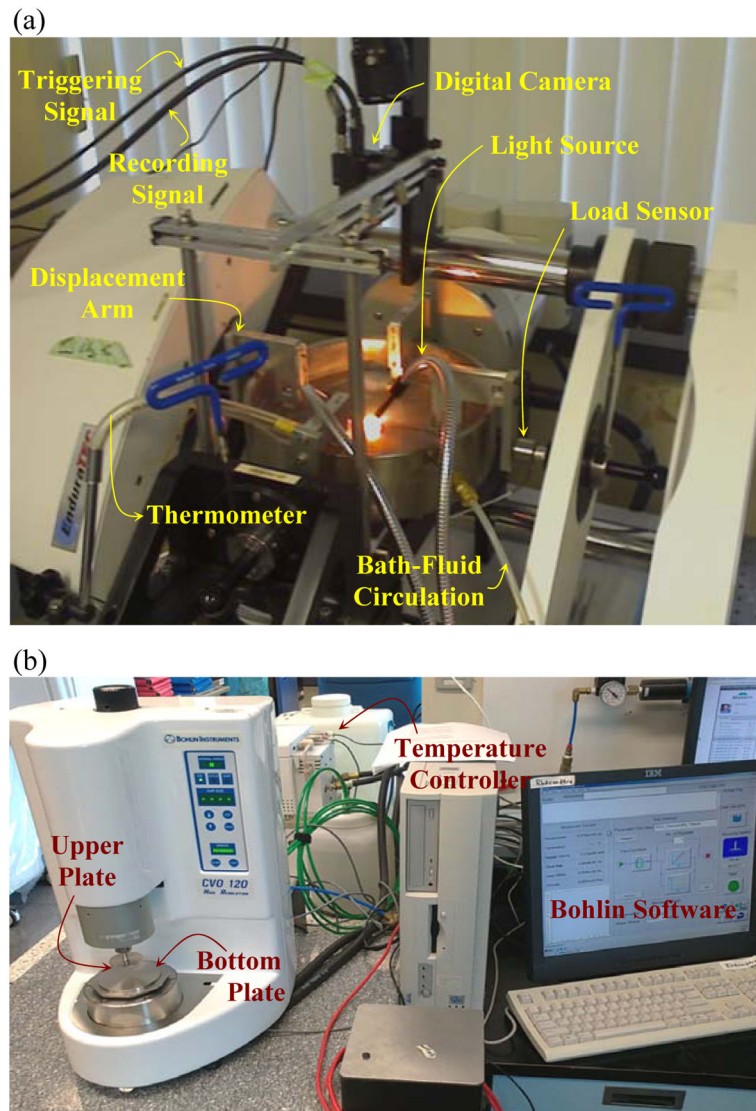 (a)
Triggering
Signal
Recording
Signal
Digital Camera
Light Source
Load Sensor
Displacement
Arm
EnduraTEC
Thermometer
Bath-Fluid
Circulation
(b)
BOHLIN INSTRUMENTS
Temperature
Controller
IBM
Upper
Plate
CVO 120
Bohlin Software
Bottom
Plate